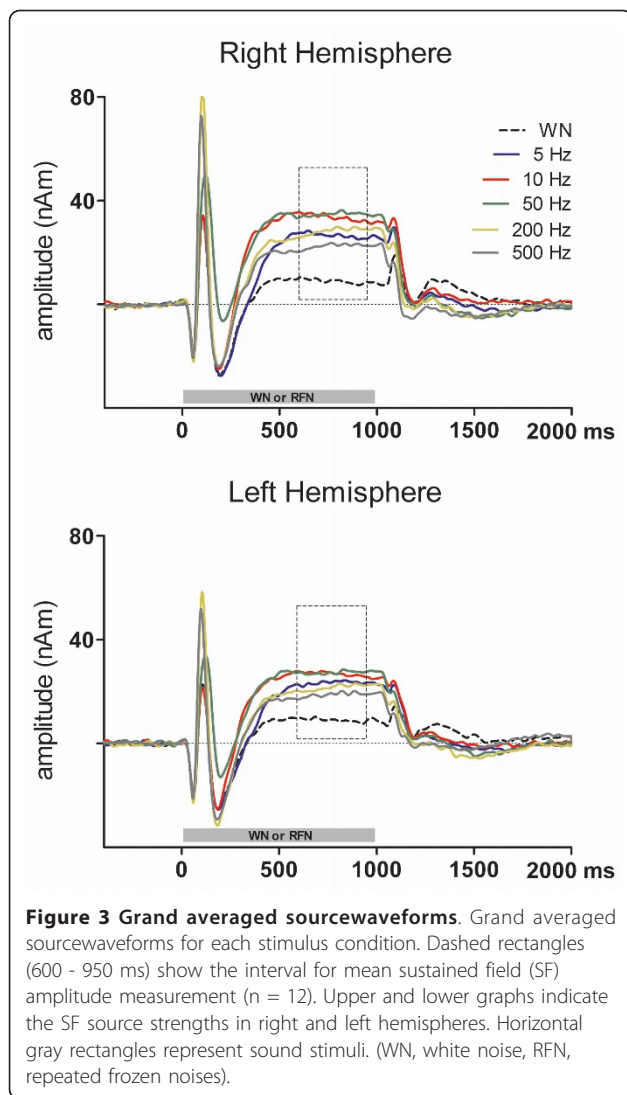 Right Hemisphere
80
40
amplitude (nAm)
WN
5 Hz
10 Hz
50 Hz
200 Hz
500 Hz
WN or RFN
0 500 1000 1500 2000 ms
Left Hemisphere
80
40
amplitude (nAm)
WN or RFN
0 500 1000 1500 2000 ms
Figure 3 Grand averaged sourcewaveforms. Grand averaged
sourcewaveforms for each stimulus condition. Dashed rectangles
(600 - 950 ms) show the interval for mean sustained field (SF)
amplitude measurement (n = 12). Upper and lower graphs indicate
the SF source strengths in right and left hemispheres. Horizontal
gray rectangles represent sound stimuli. (WN, white noise, RFN,
repeated frozen noises).